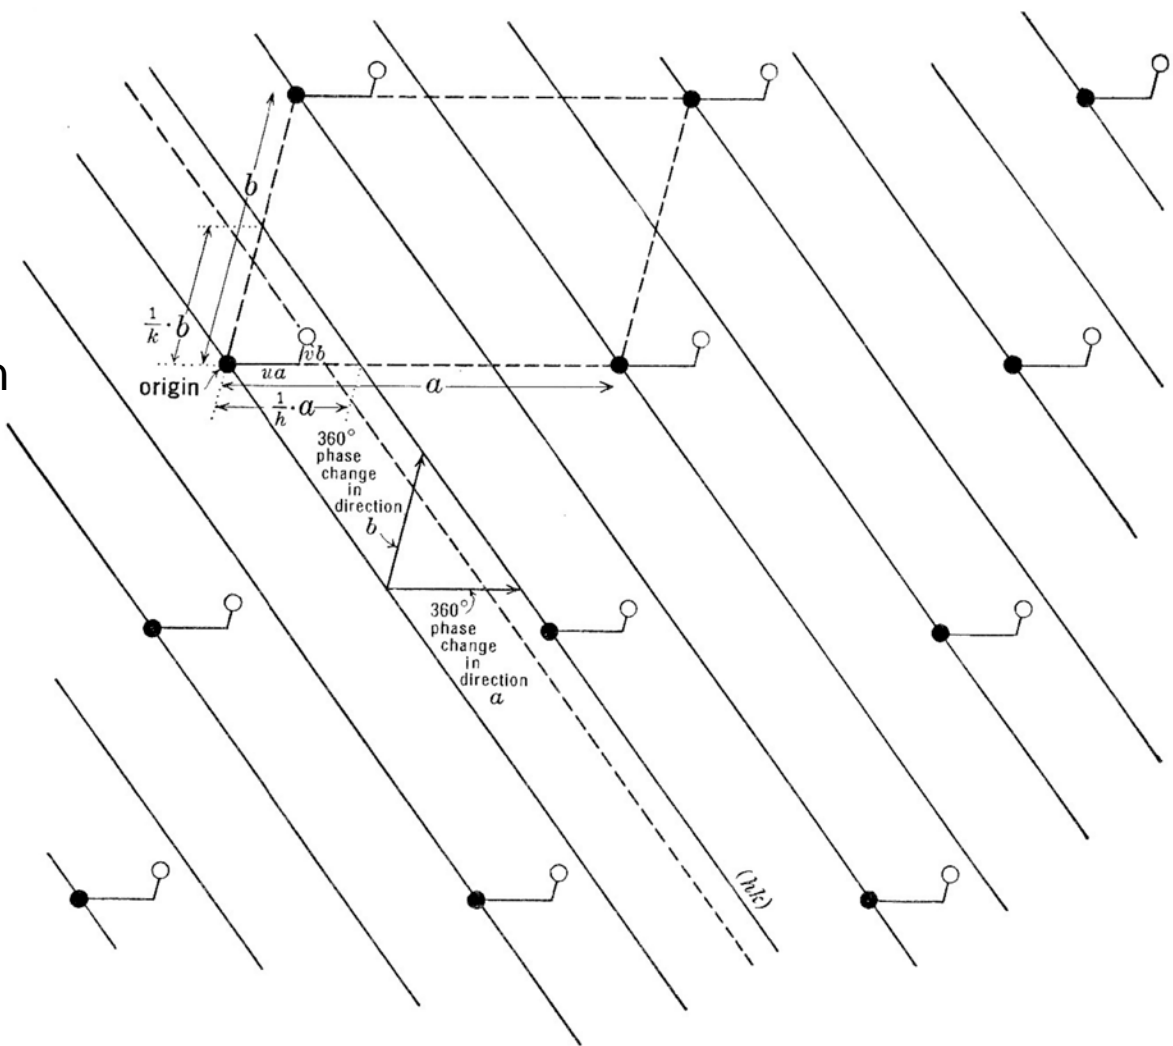 b
1/k · b
n
vb
ua
origin
a
1/h · a
360°
phase
change
in
direction
b
360°
phase
change
in
direction
a
(hk)